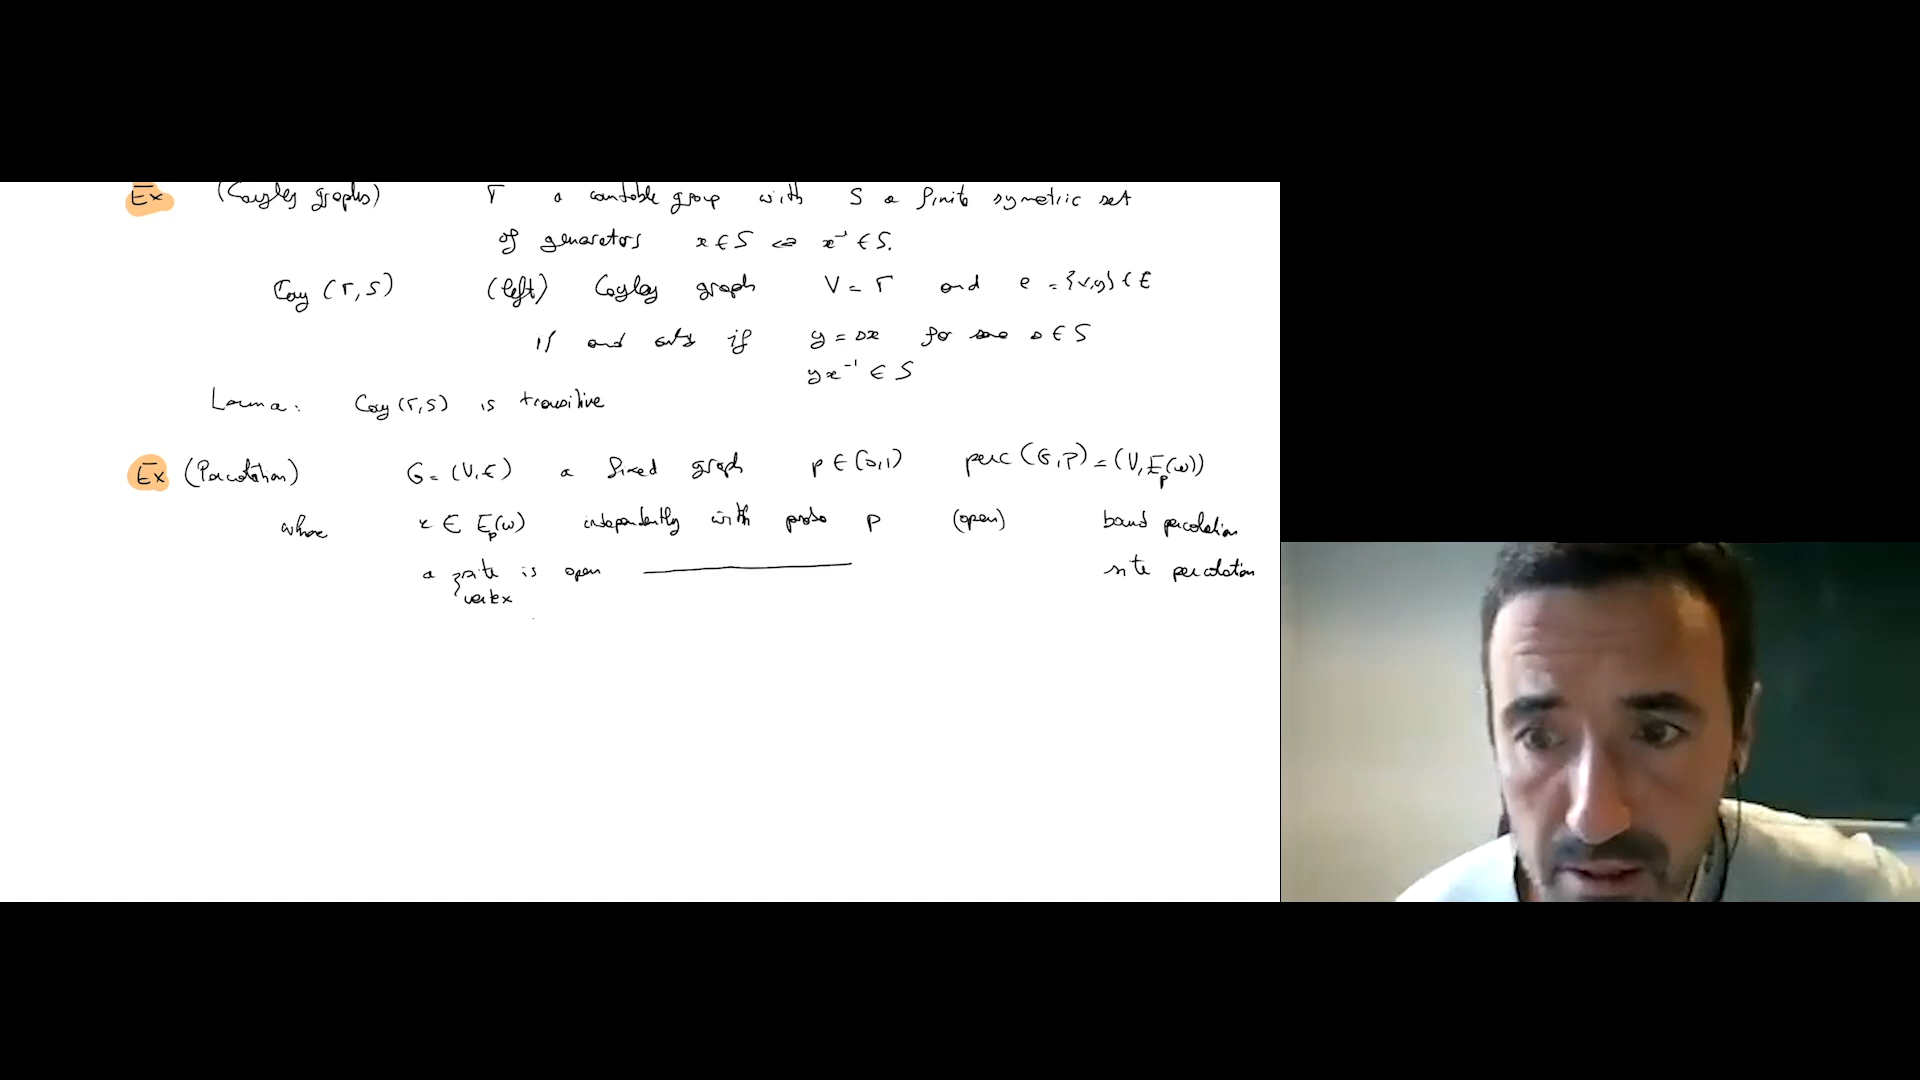 Ex (Cayley graphs) Γ a countable group with S a finite symetric set
of generators x ∈ S ⇔ x⁻¹ ∈ S.
Cay (Γ, S) (left) Cayley graph V = Γ and e = {x,y} ∈ E
if and only if y = sx for some s ∈ S
yx⁻¹ ∈ S
Lemma: Cay (Γ, S) is transitive
Ex (Percolation) G = (V, E) a fixed graph p ∈ (0,1) perc (G, p) = (V, E_p(ω))
where e ∈ E_p(ω) independently with proba p (open) bond percolation
a { site is open ———— site percolation
vertex